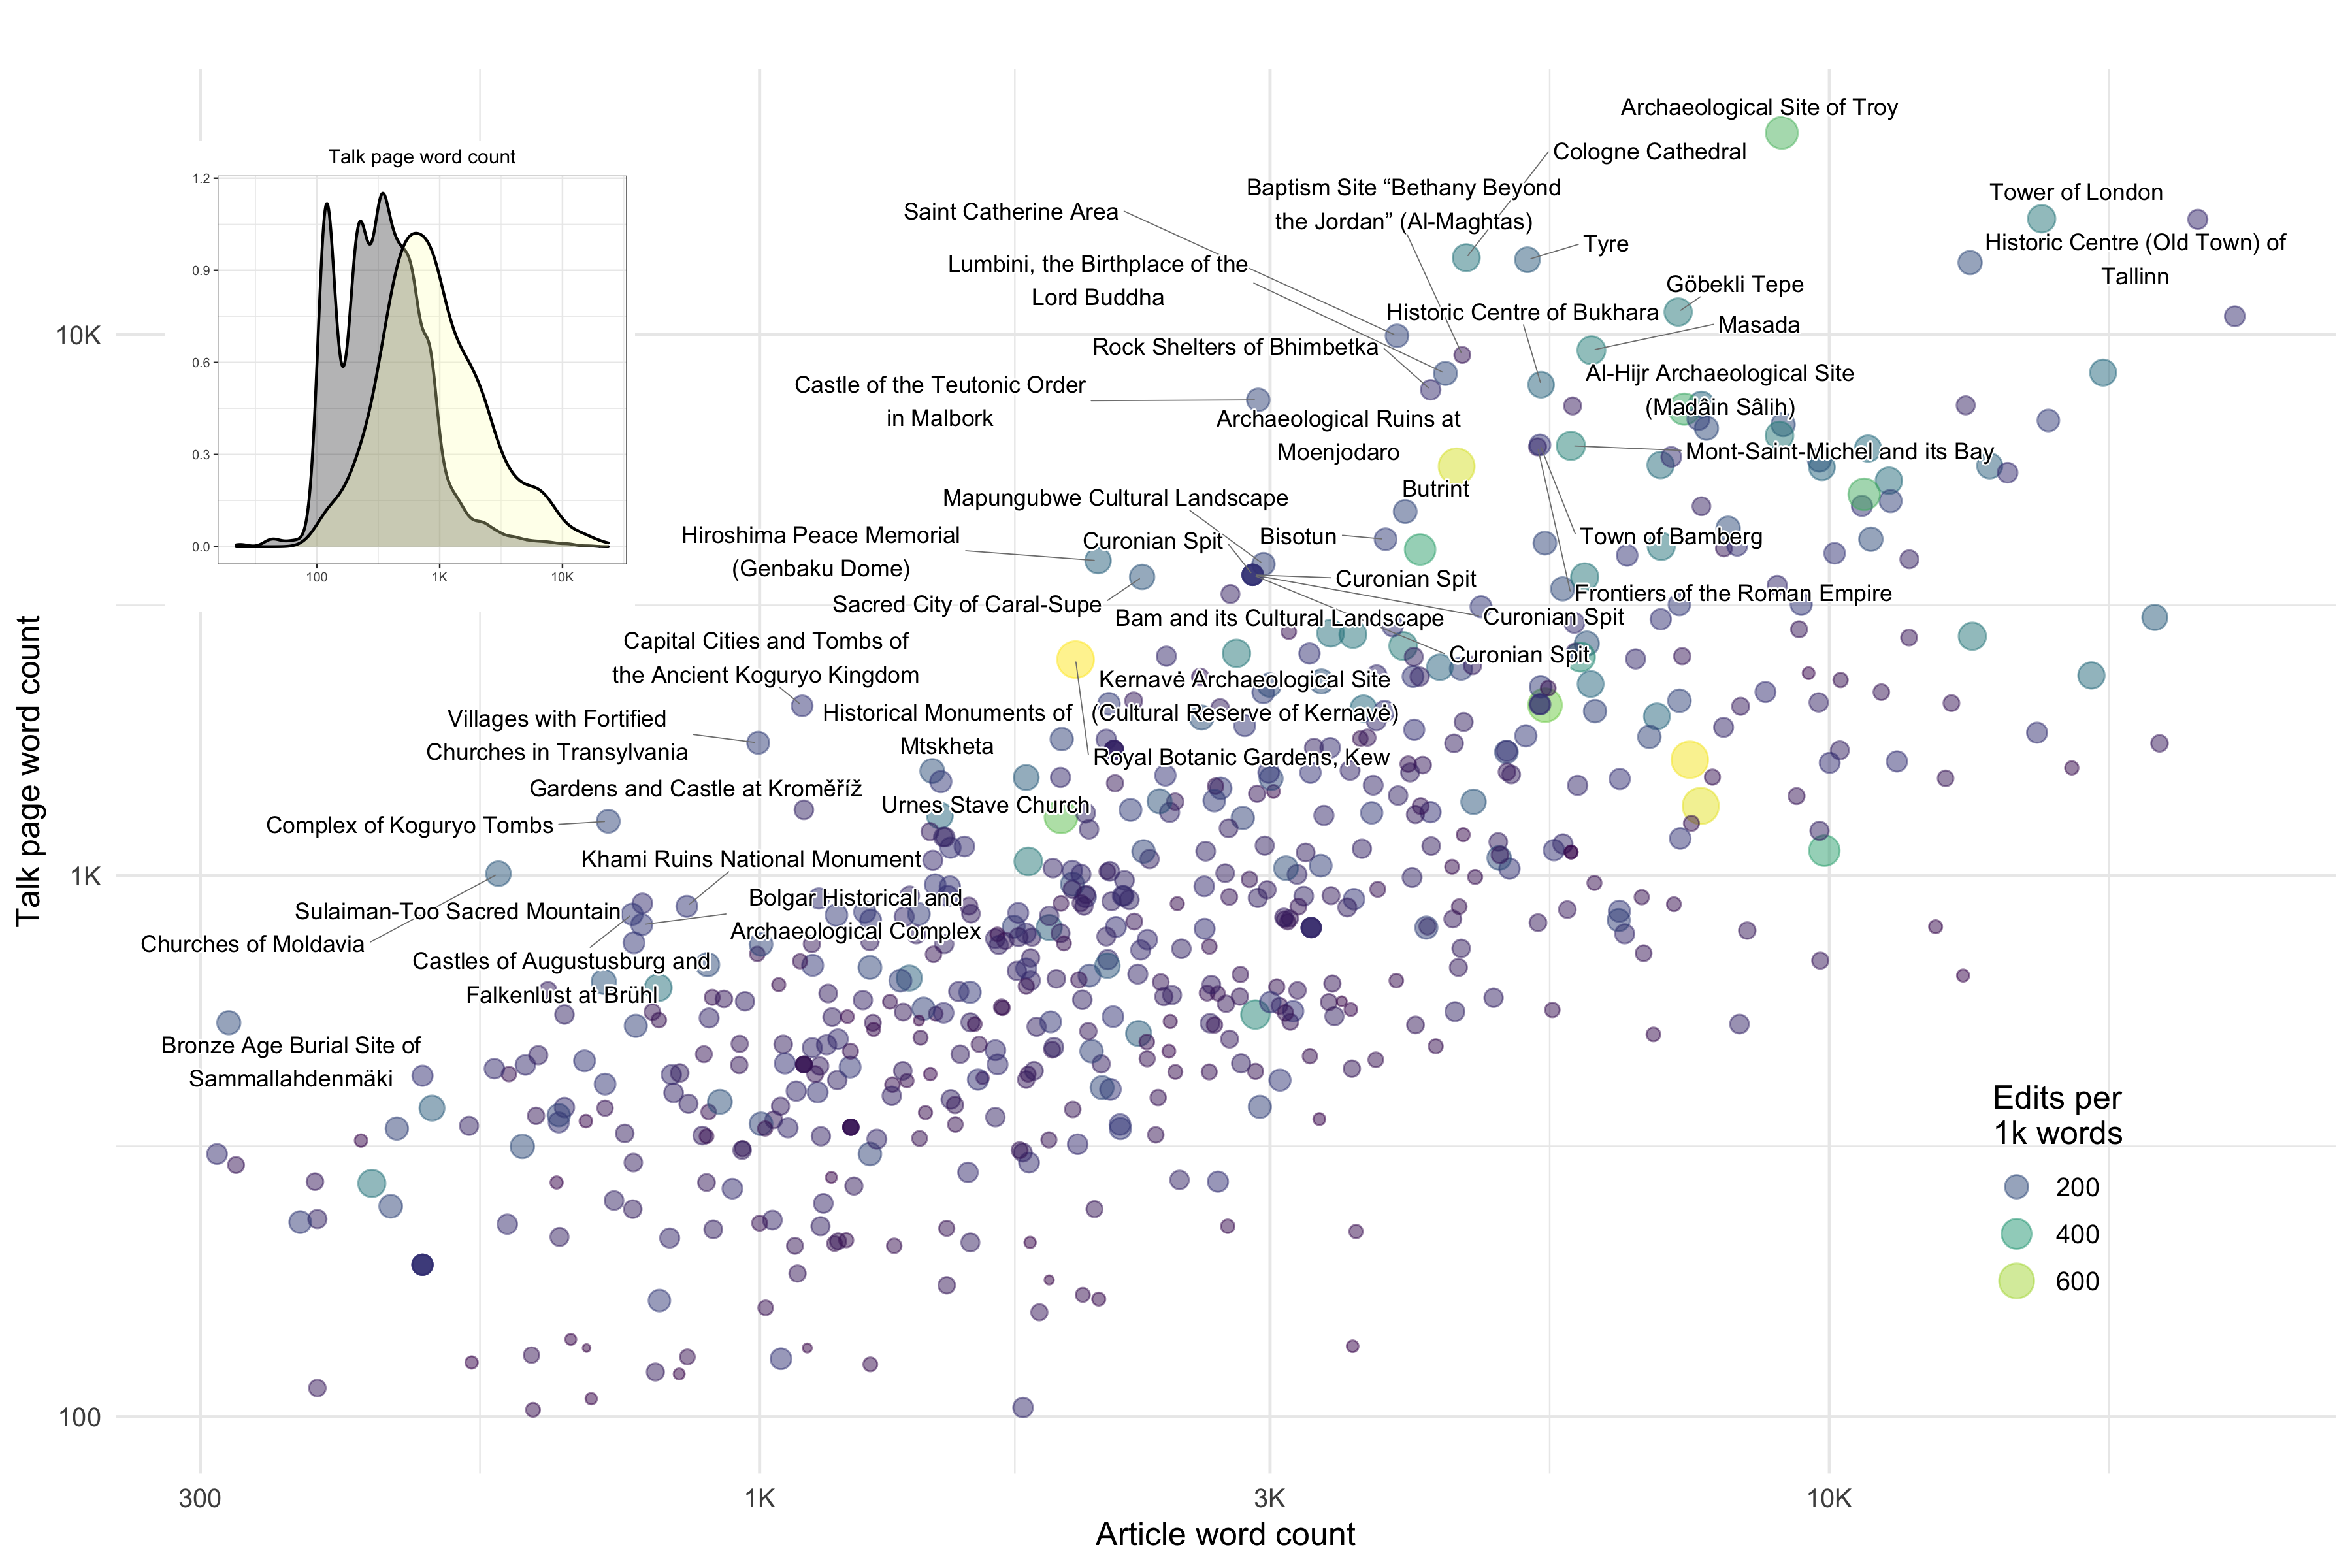 Archaeological Site of Troy
Cologne Cathedral
Baptism Site “Bethany Beyond
the Jordan” (Al-Maghtas)
Saint Catherine Area
Tower of London
Tyre
Historic Centre (Old Town) of
Tallinn
Lumbini, the Birthplace of the
Lord Buddha
Göbekli Tepe
Historic Centre of Bukhara
Masada
Rock Shelters of Bhimbetka
Castle of the Teutonic Order
in Malbork
Al-Hijr Archaeological Site
(Madâin Sâlih)
Archaeological Ruins at
Moenjodaro
Mont-Saint-Michel and its Bay
Butrint
Mapungubwe Cultural Landscape
Hiroshima Peace Memorial
(Genbaku Dome)
Curonian Spit
Bisotun
Town of Bamberg
Curonian Spit
Frontiers of the Roman Empire
Sacred City of Caral-Supe
Bam and its Cultural Landscape
Curonian Spit
Capital Cities and Tombs of
the Ancient Koguryo Kingdom
Curonian Spit
Kernavė Archaeological Site
(Cultural Reserve of Kernavė)
Villages with Fortified
Churches in Transylvania
Historical Monuments of
Mtskheta
Royal Botanic Gardens, Kew
Gardens and Castle at Kroměříž
Urnes Stave Church
Complex of Koguryo Tombs
Khami Ruins National Monument
Bolgar Historical and
Archaeological Complex
Sulaiman-Too Sacred Mountain
Churches of Moldavia
Castles of Augustusburg and
Falkenlust at Brühl
Bronze Age Burial Site of
Sammallahdenmäki
Talk page word count
1.2
0.9
0.6
0.3
0.0
100
1K
10K
Talk page word count
10K
1K
100
300
1K
3K
10K
Article word count
Edits per
1k words
200
400
600